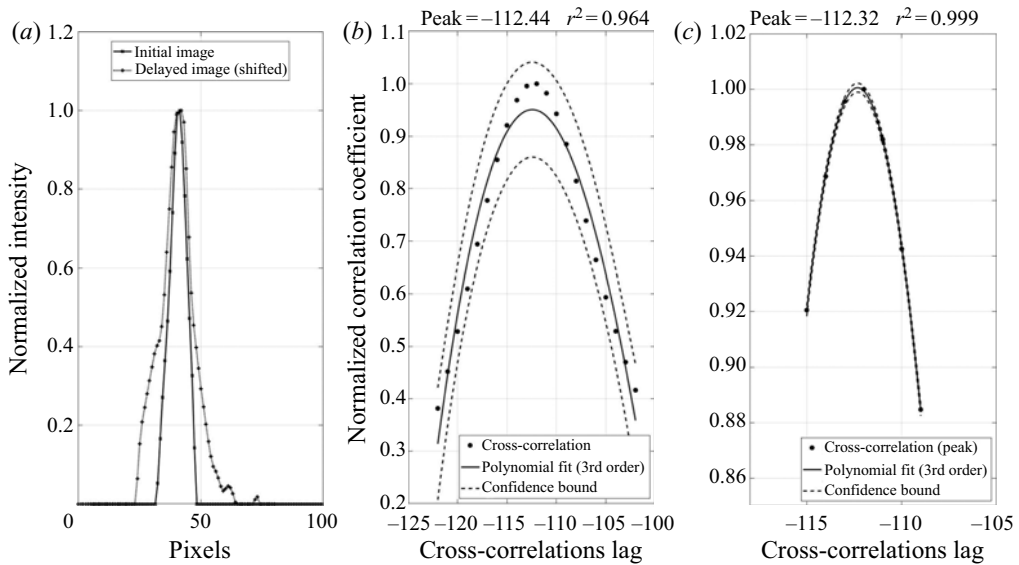 (a)
1.2
1.0
0.8
0.6
0.4
0.2
0
50
100
Normalized intensity
Pixels
Initial image
Delayed image (shifted)
Peak = –112.44 r² = 0.964
(b)
1.1
1.0
0.9
0.8
0.7
0.6
0.5
0.4
0.3
0.2
–125
–120
–115
–110
–105
–100
Normalized correlation coefficient
Cross-correlations lag
Cross-correlation
Polynomial fit (3rd order)
Confidence bound
Peak = –112.32 r² = 0.999
(c)
1.02
1.00
0.98
0.96
0.94
0.92
0.90
0.88
0.86
–115
–110
–105
Cross-correlations lag
Cross-correlation (peak)
Polynomial fit (3rd order)
Confidence bound